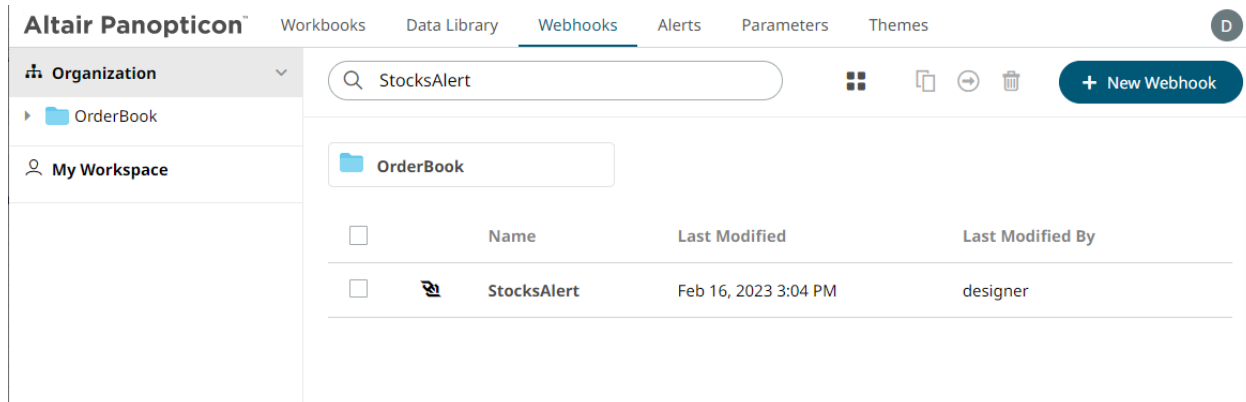 Altair Panopticon™ Workbooks Data Library Webhooks Alerts Parameters Themes D
Organization
StocksAlert
+ New Webhook
OrderBook
My Workspace
OrderBook
Name Last Modified Last Modified By
StocksAlert Feb 16, 2023 3:04 PM designer